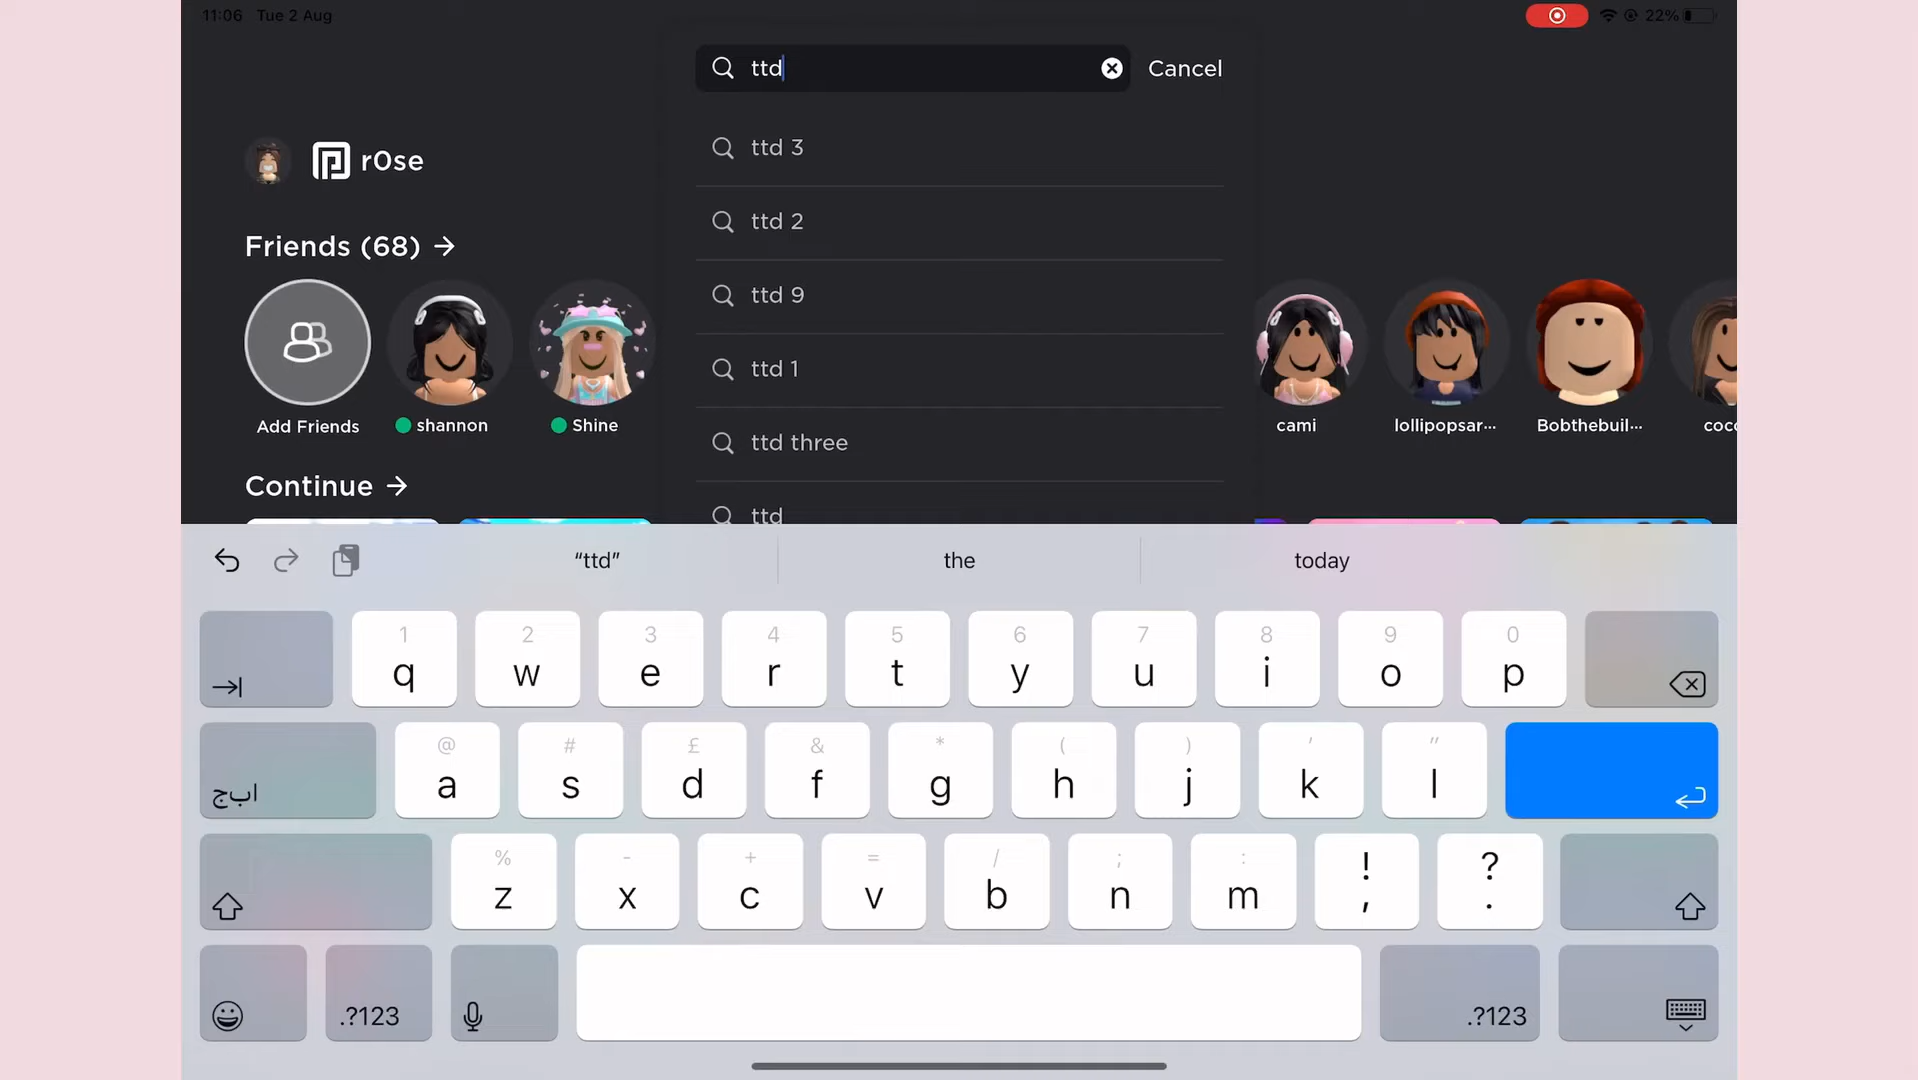 11:06 Tue 2 Aug
22%
ttd
Cancel
ttd 3
ttd 2
ttd 9
ttd 1
ttd three
ttd
r0se
Friends (68)
Add Friends
shannon
Shine
cami
lollipopsar...
Bobthebuil...
coco
Continue
“ttd” the today
1 2 3 4 5 6 7 8 9 0
q w e r t y u i o p
@ # £ & * ( ) ' "
ابج a s d f g h j k l
% - + = / ; : ! ?
z x c v b n m , .
.?123 .?123